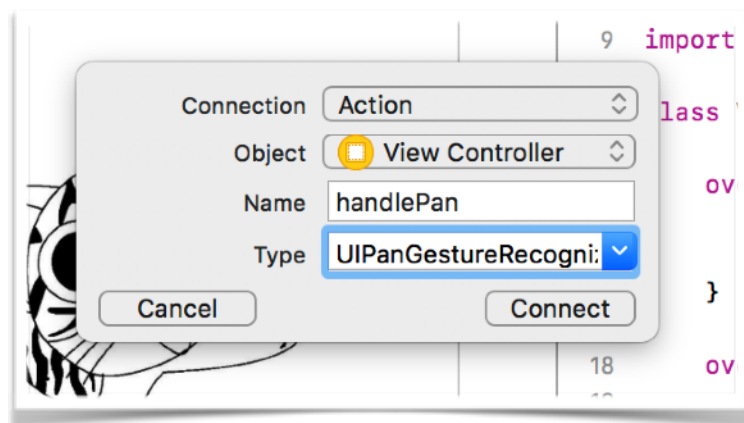 9 import
Connection Action
lass
Object View Controller
ov
Name handlePan
Type UIPanGestureRecogni
}
Cancel Connect
18 ov